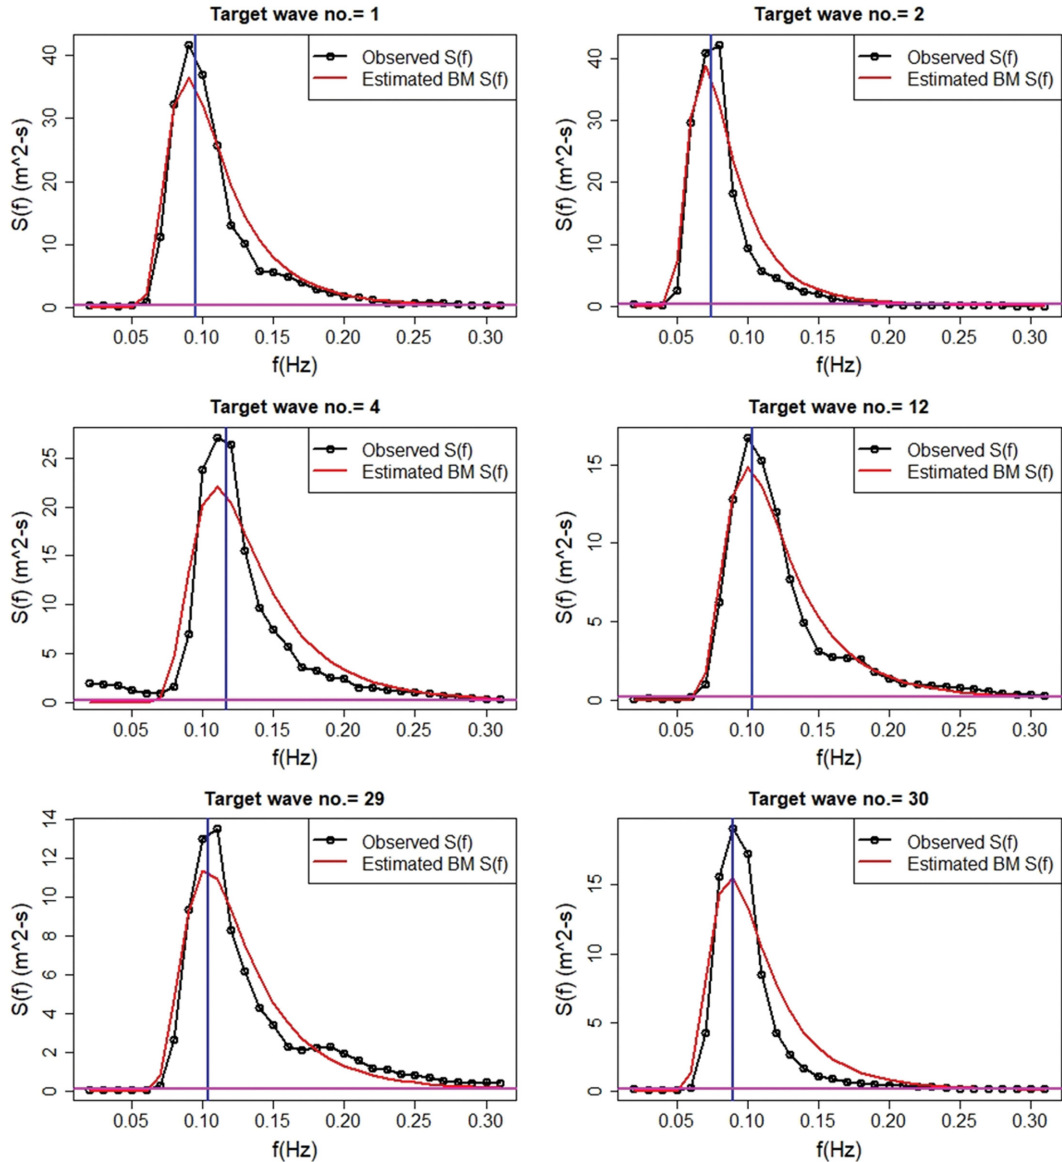 Target wave no.= 1
Observed S(f)
Estimated BM S(f)
S(f) (m^2-s)
0 10 20 30 40
0.05 0.10 0.15 0.20 0.25 0.30
f(Hz)
Target wave no.= 2
Observed S(f)
Estimated BM S(f)
S(f) (m^2-s)
0 10 20 30 40
0.05 0.10 0.15 0.20 0.25 0.30
f(Hz)
Target wave no.= 4
Observed S(f)
Estimated BM S(f)
S(f) (m^2-s)
0 5 10 15 20 25
0.05 0.10 0.15 0.20 0.25 0.30
f(Hz)
Target wave no.= 12
Observed S(f)
Estimated BM S(f)
S(f) (m^2-s)
0 5 10 15
0.05 0.10 0.15 0.20 0.25 0.30
f(Hz)
Target wave no.= 29
Observed S(f)
Estimated BM S(f)
S(f) (m^2-s)
0 2 4 6 8 10 12 14
0.05 0.10 0.15 0.20 0.25 0.30
f(Hz)
Target wave no.= 30
Observed S(f)
Estimated BM S(f)
S(f) (m^2-s)
0 5 10 15
0.05 0.10 0.15 0.20 0.25 0.30
f(Hz)